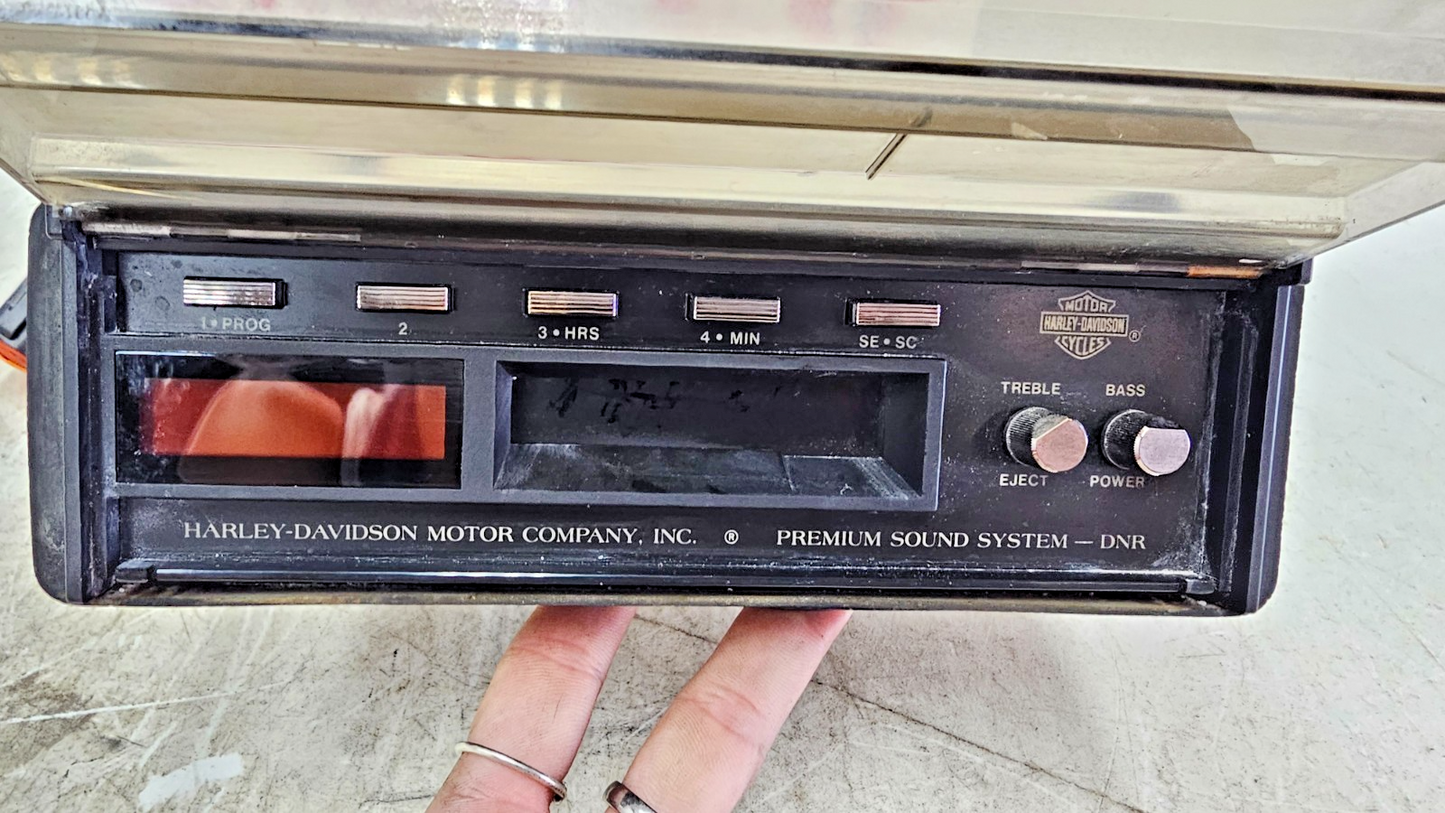 1•PROG
2
3•HRS
4•MIN
SE•SC
MOTOR
HARLEY-DAVIDSON
CYCLES
®
TREBLE BASS
EJECT POWER
HARLEY-DAVIDSON MOTOR COMPANY, INC. ® PREMIUM SOUND SYSTEM — DNR